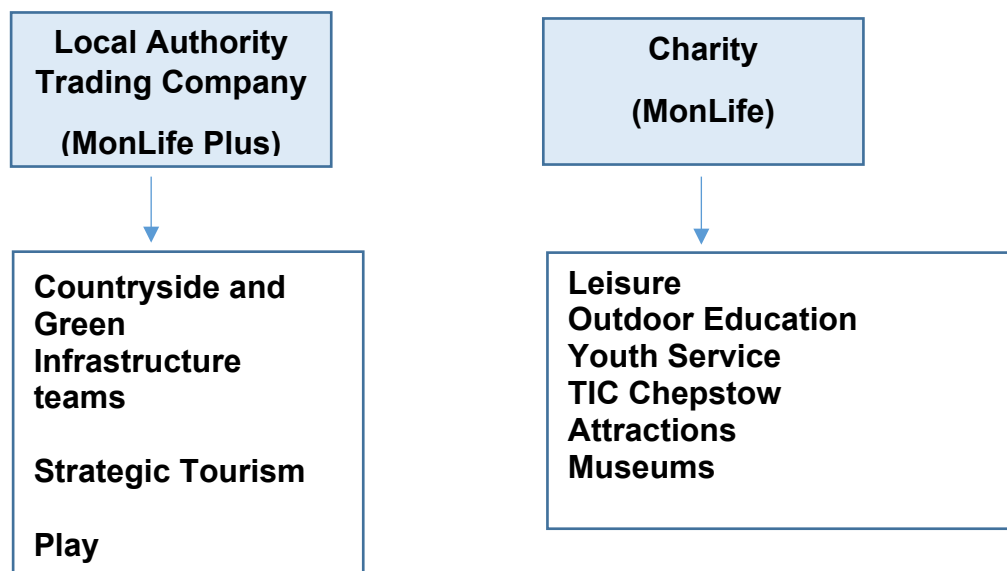 Local Authority
Trading Company
(MonLife Plus)
Charity
(MonLife)
Countryside and
Green
Infrastructure
teams
Strategic Tourism
Play
Leisure
Outdoor Education
Youth Service
TIC Chepstow
Attractions
Museums